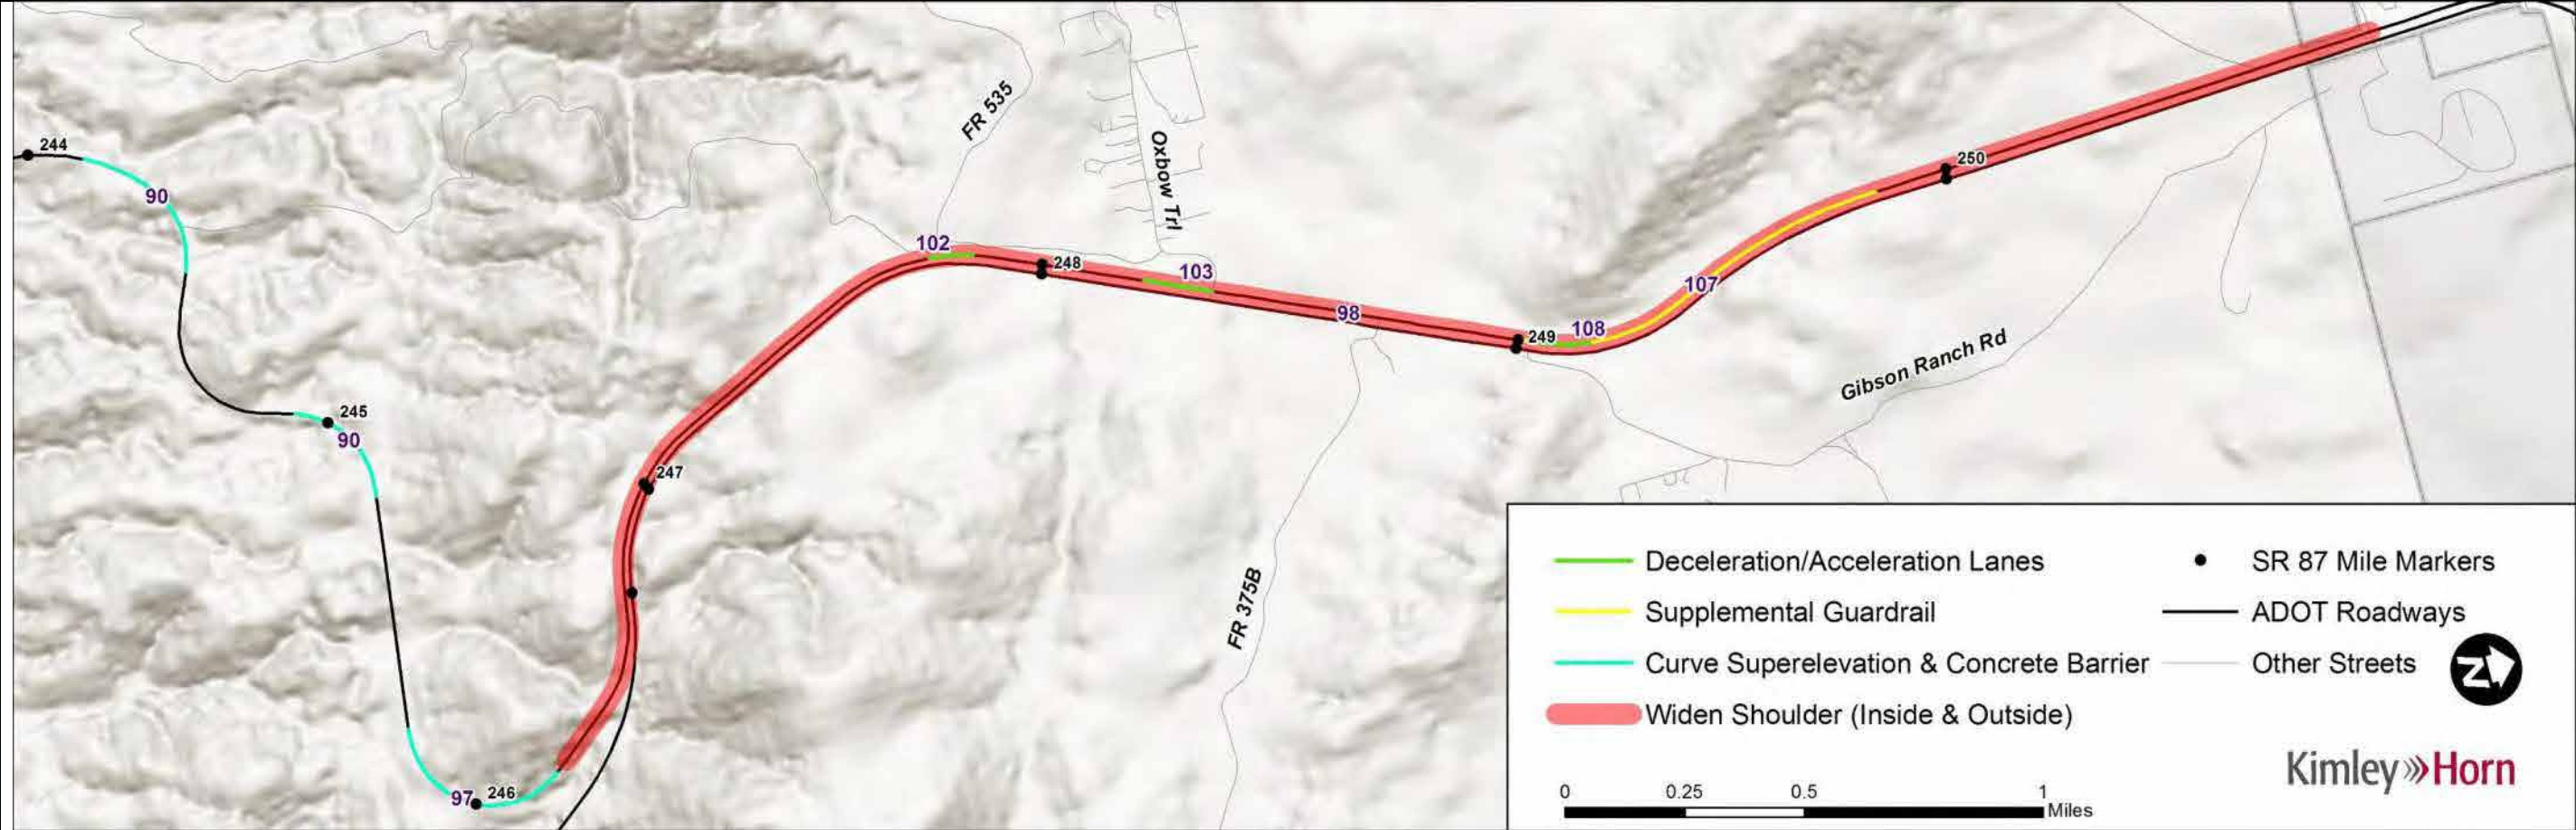 FR 535
Oxbow Trl
244
90
250
102
248
103
107
98
249
108
Gibson Ranch Rd
245
90
247
FR 375B
97
246
Deceleration/Acceleration Lanes
Supplemental Guardrail
Curve Superelevation & Concrete Barrier
Widen Shoulder (Inside & Outside)
SR 87 Mile Markers
ADOT Roadways
Other Streets
N
Kimley»Horn
0 0.25 0.5 1
Miles